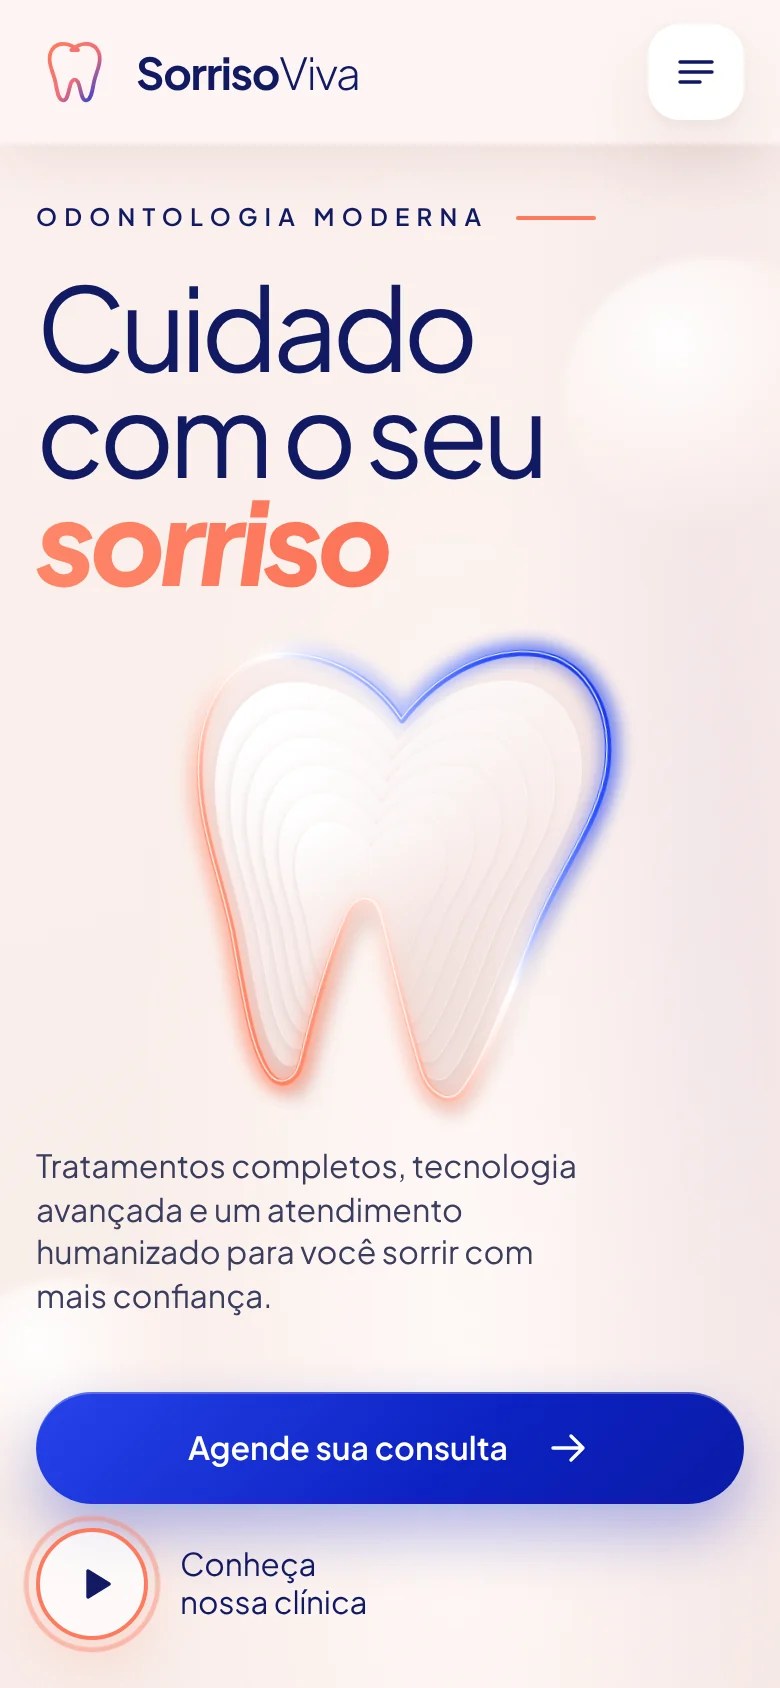 SorrisoViva
ODONTOLOGIA MODERNA
Cuidado
com o seu
sorriso
Tratamentos completos, tecnologia
avançada e um atendimento
humanizado para você sorrir com
mais confiança.
Agende sua consulta
Conheça
nossa clínica